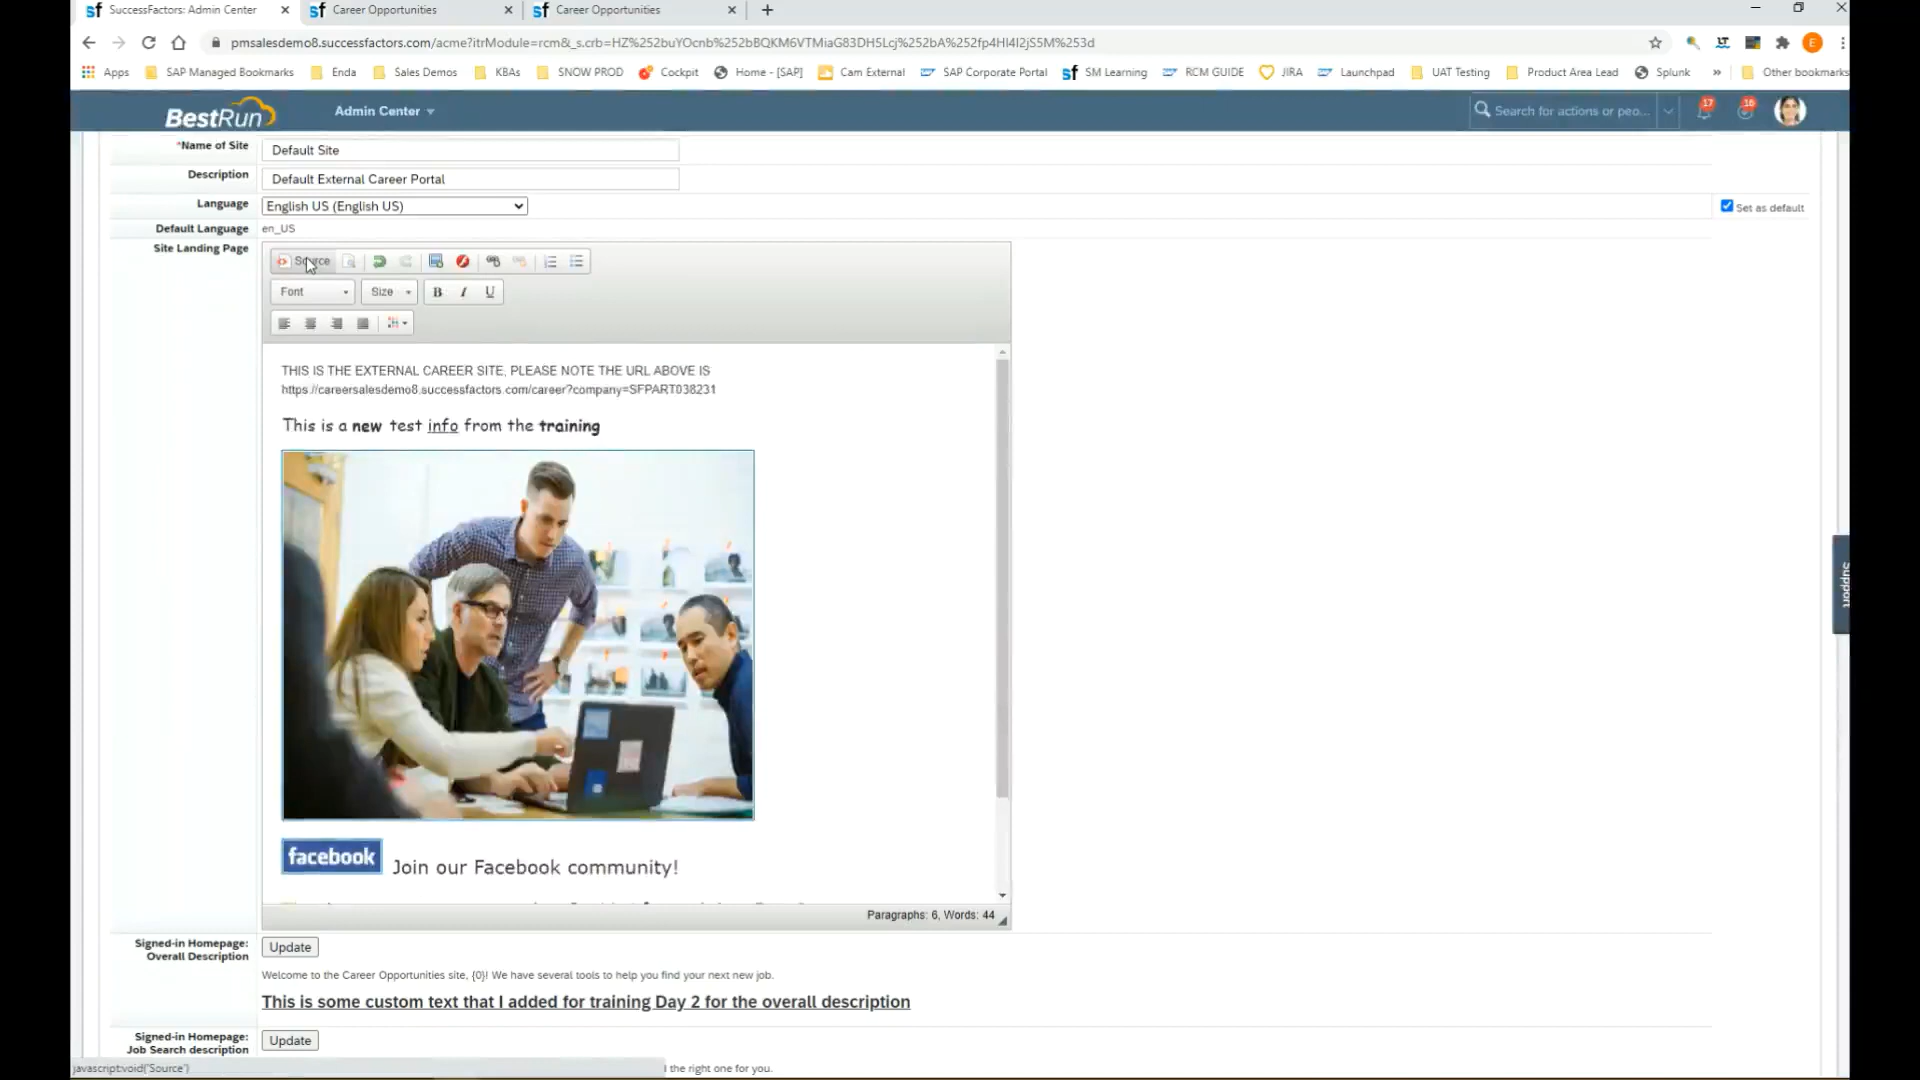 SuccessFactors: Admin Center
Career Opportunities
Career Opportunities
pmsalesdemo8.successfactors.com/acme?itrModule=rcm&_s.crb=HZ%252buYOcnb%252bBQKM6VTMiaG83DH5Lcj%252bA%252fp4Hl4I2jS5M%253d
Apps SAP Managed Bookmarks Enda Sales Demos KBAs SNOW PROD Cockpit Home - [SAP] Cam External SAP Corporate Portal SM Learning RCM GUIDE JIRA Launchpad UAT Testing Product Area Lead Splunk » Other bookmarks
BestRun
Admin Center
Search for actions or peo...
17
16
*Name of Site Default Site
Description Default External Career Portal
Language English US (English US)
Set as default
Default Language en_US
Site Landing Page
Source
Font Size B I U
THIS IS THE EXTERNAL CAREER SITE, PLEASE NOTE THE URL ABOVE IS
https://careersalesdemo8.successfactors.com/career?company=SFPART038231
This is a new test info from the training
facebook Join our Facebook community!
Paragraphs: 6, Words: 44
Signed-in Homepage: Overall Description
Update
Welcome to the Career Opportunities site, {0}! We have several tools to help you find your next new job.
This is some custom text that I added for training Day 2 for the overall description
Signed-in Homepage: Job Search description
Update
javascript:void('Source')
the right one for you.
Support